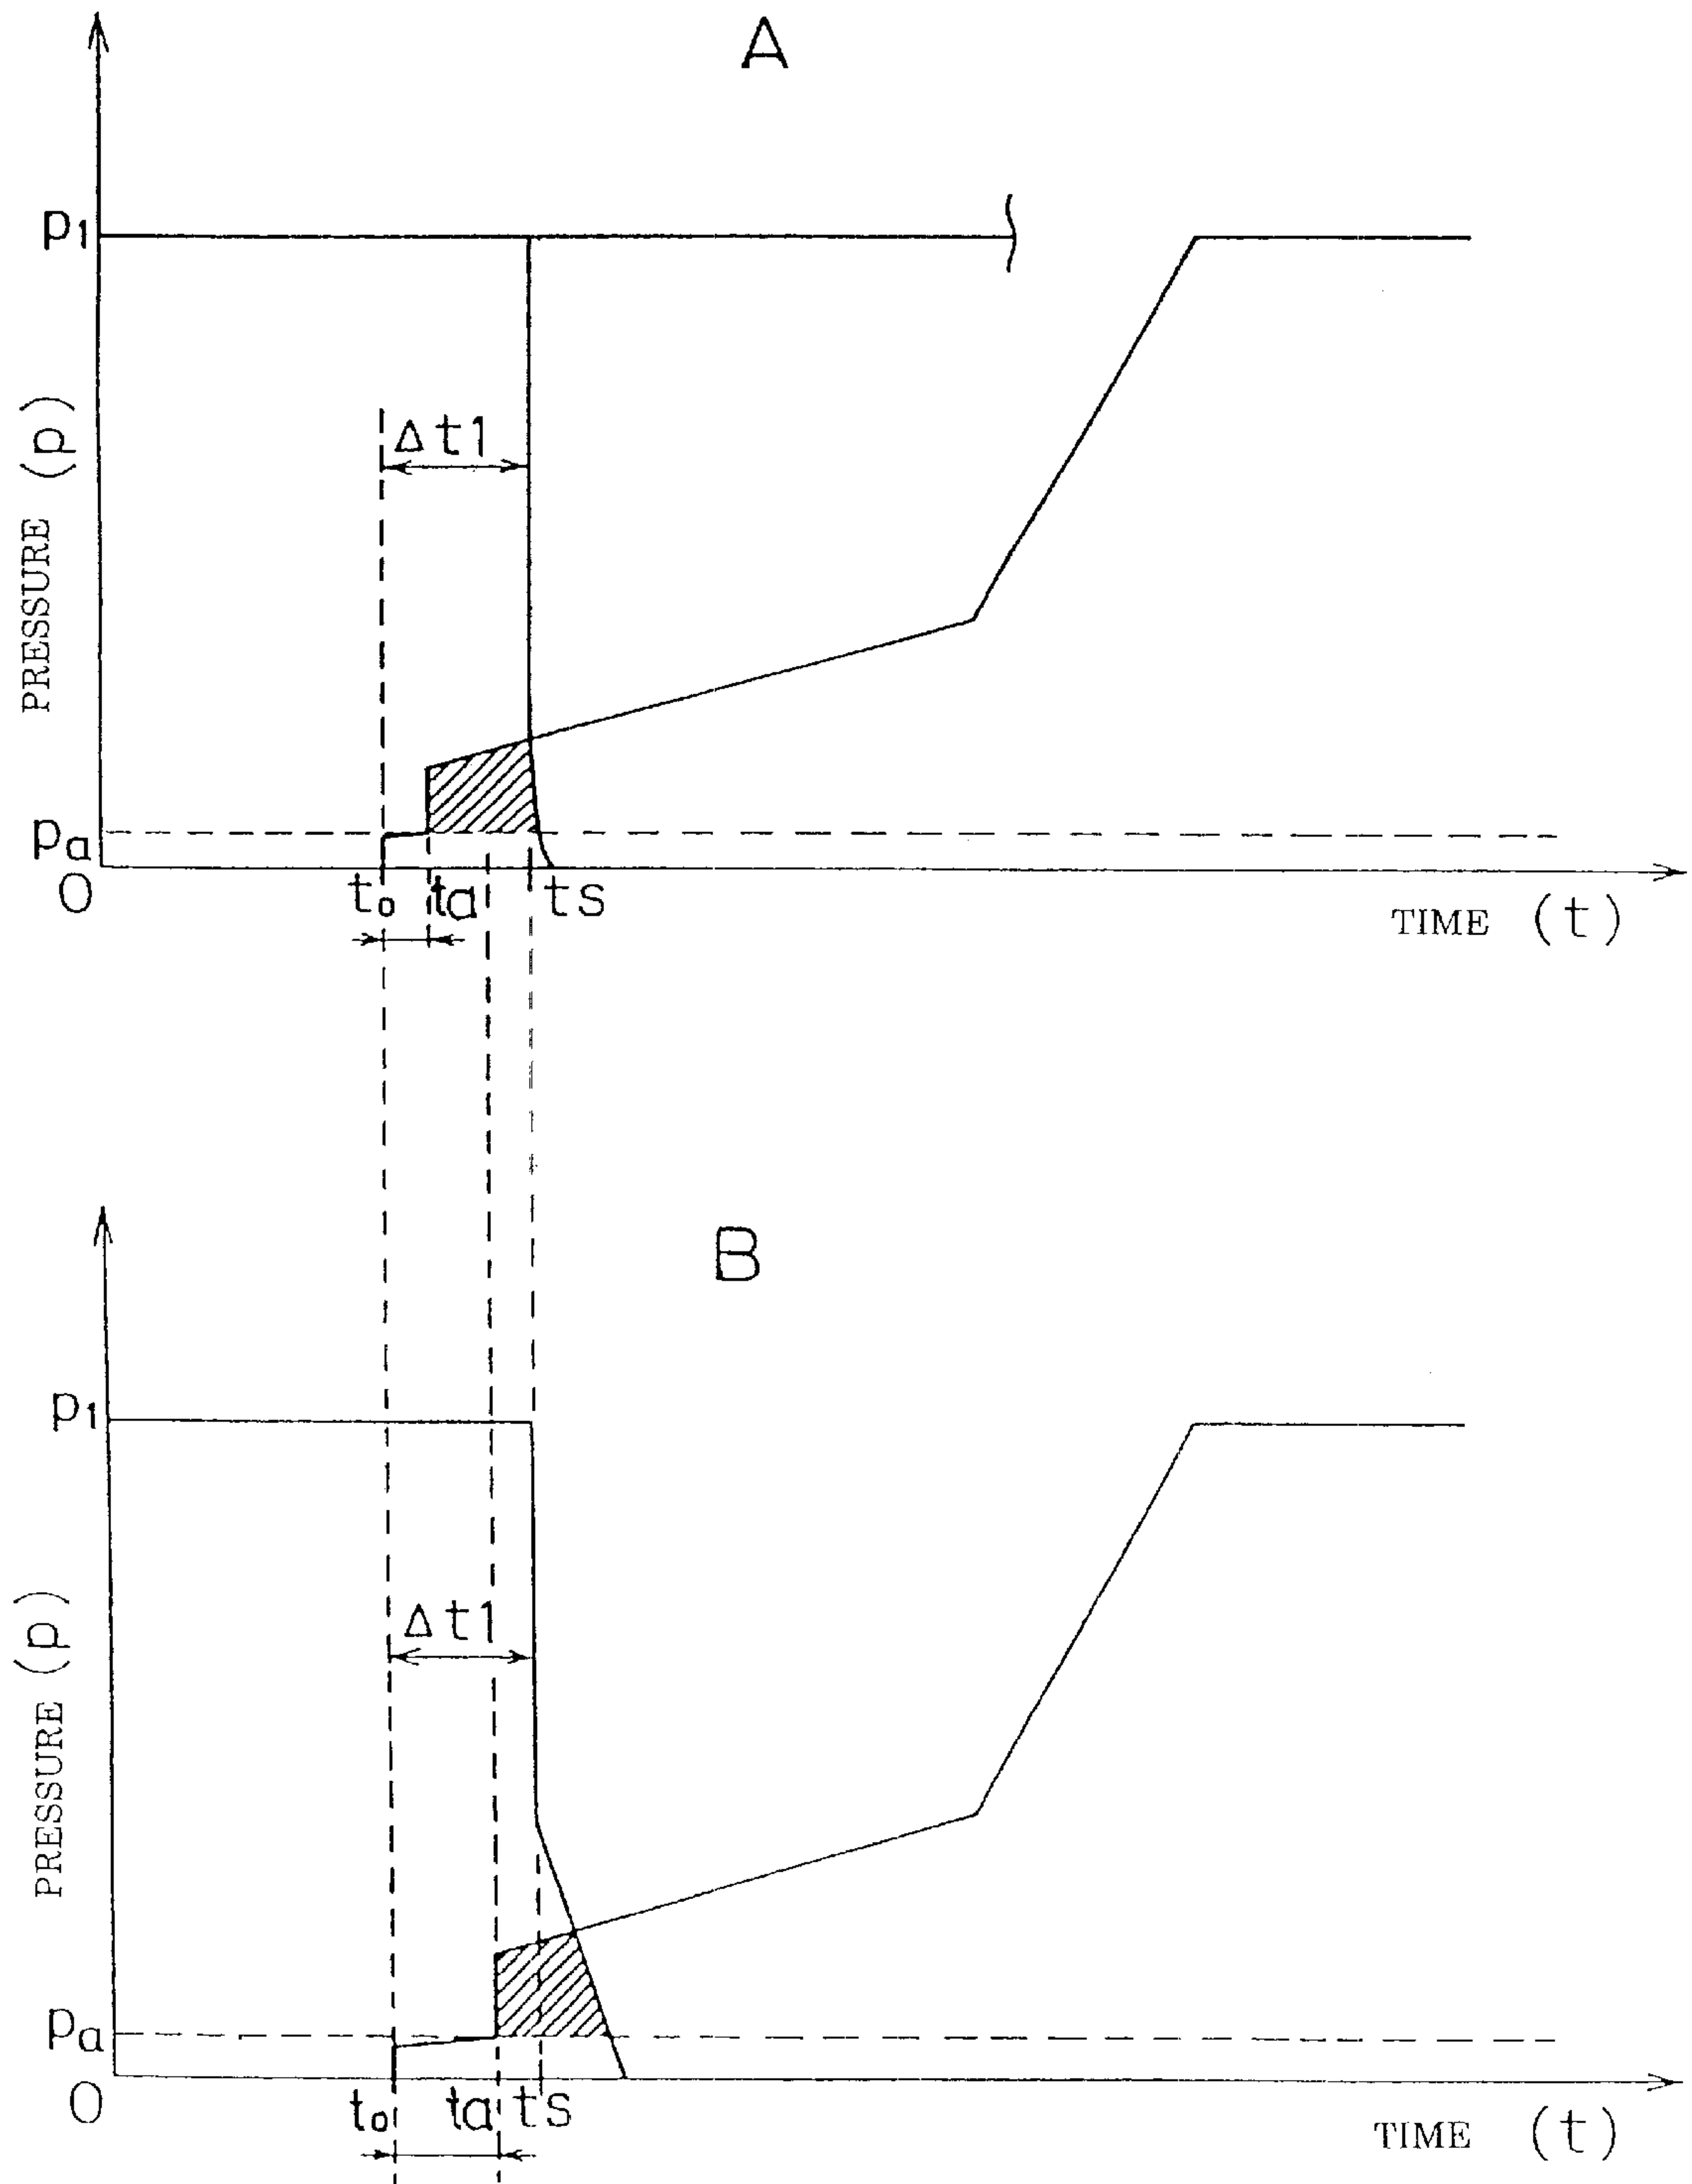 A
p1
Δt1
PRESSURE (p)
pa
0
to
ta
ts
TIME (t)
B
p1
Δt1
PRESSURE (p)
pa
0
to
ta
ts
TIME (t)